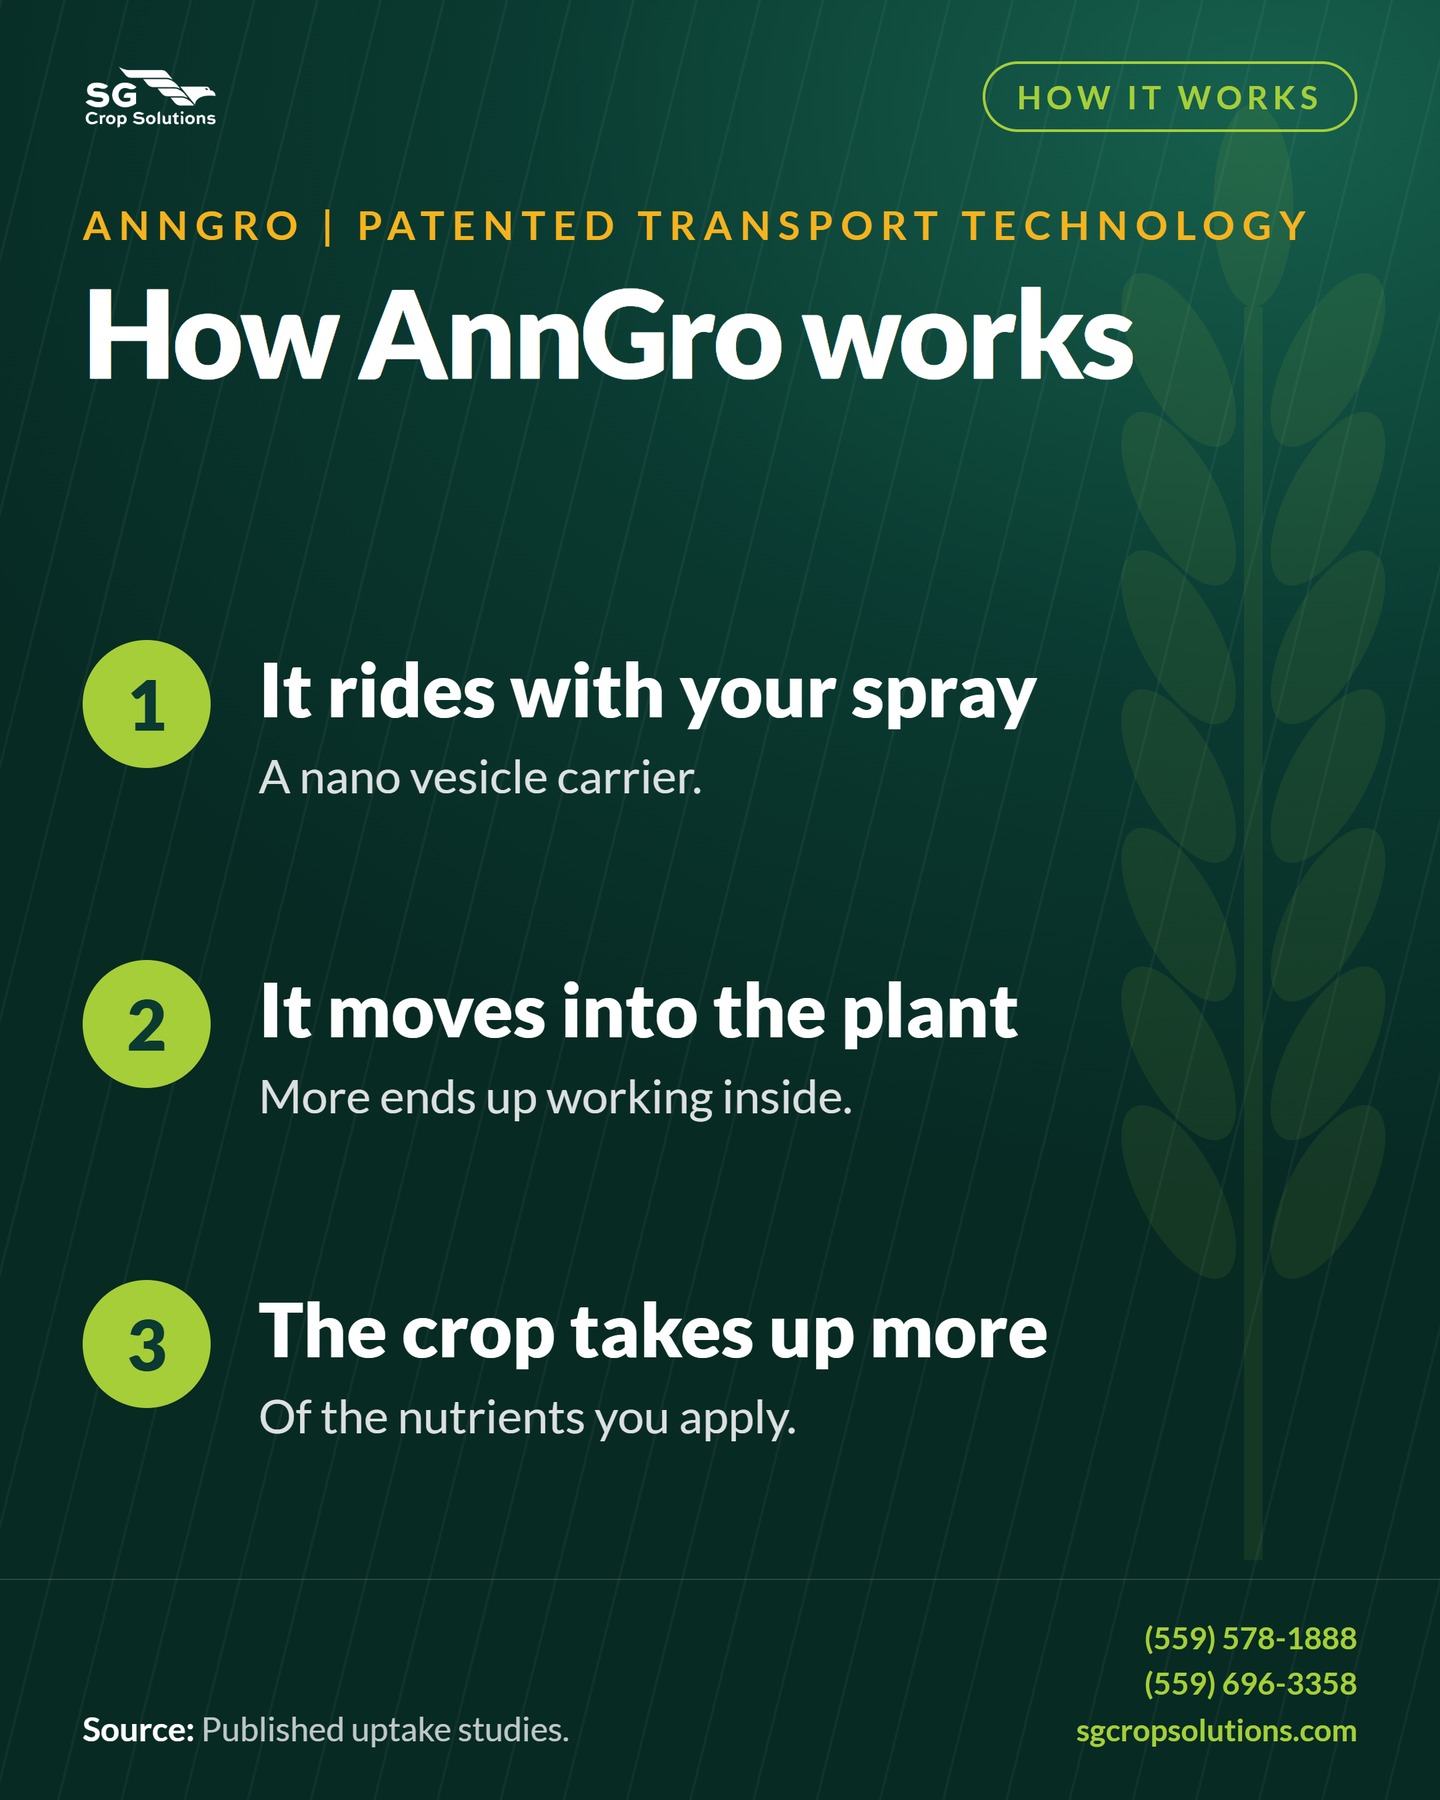 SG
Crop Solutions
HOW IT WORKS
ANNGRO | PATENTED TRANSPORT TECHNOLOGY
How AnnGro works
1
It rides with your spray
A nano vesicle carrier.
2
It moves into the plant
More ends up working inside.
3
The crop takes up more
Of the nutrients you apply.
(559) 578-1888
(559) 696-3358
Source: Published uptake studies.
sgcropsolutions.com